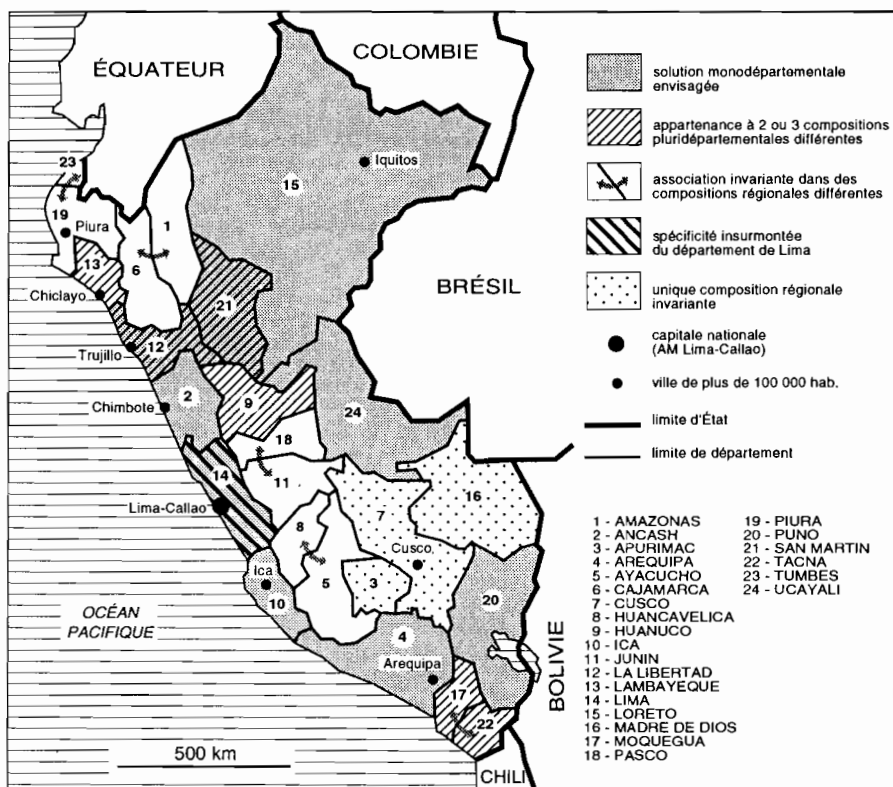 COLOMBIE
ÉQUATEUR
23
15
Iquitos
19
Piura
1
6
13
Chiclayo
21
BRÉSIL
12
Trujillo
2
9
Chimbote
24
18
14
11
16
Lima-Callao
7
8
Cusco
Ica
5
3
10
20
OCÉAN
PACIFIQUE
4
Arequipa
BOLIVIE
17
22
500 km
CHILI
solution monodépartementale
envisagée
appartenance à 2 ou 3 compositions
pluridépartementales différentes
association invariante dans des
compositions régionales différentes
spécificité insurmontée
du département de Lima
unique composition régionale
invariante
capitale nationale
(AM Lima-Callao)
ville de plus de 100 000 hab.
limite d'État
limite de département
1 - AMAZONAS
2 - ANCASH
3 - APURIMAC
4 - AREQUIPA
5 - AYACUCHO
6 - CAJAMARCA
7 - CUSCO
8 - HUANCAVELICA
9 - HUANUCO
10 - ICA
11 - JUNIN
12 - LA LIBERTAD
13 - LAMBAYEQUE
14 - LIMA
15 - LORETO
16 - MADRE DE DIOS
17 - MOQUEGUA
18 - PASCO
19 - PIURA
20 - PUNO
21 - SAN MARTIN
22 - TACNA
23 - TUMBES
24 - UCAYALI